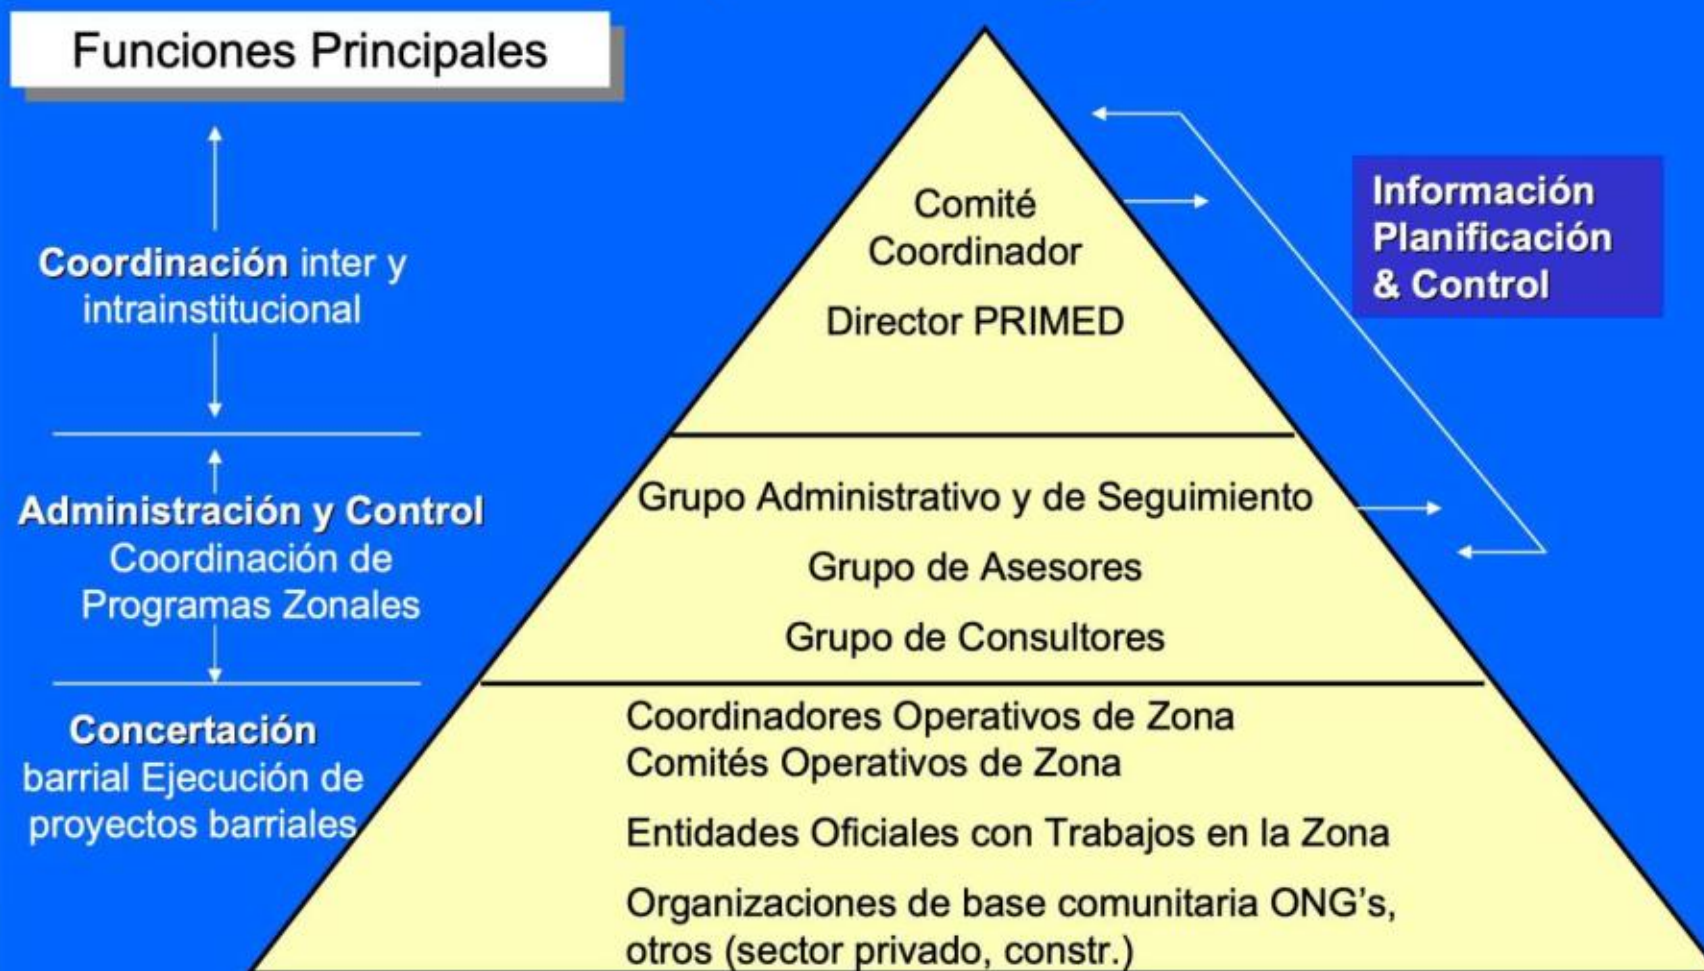 Funciones Principales
Coordinación inter y
intrainstitucional
Administración y Control
Coordinación de
Programas Zonales
Concertación
barrial Ejecución de
proyectos barriales
Comité
Coordinador
Director PRIMED
Grupo Administrativo y de Seguimiento
Grupo de Asesores
Grupo de Consultores
Coordinadores Operativos de Zona
Comités Operativos de Zona
Entidades Oficiales con Trabajos en la Zona
Organizaciones de base comunitaria ONG's,
otros (sector privado, constr.)
Información
Planificación
& Control